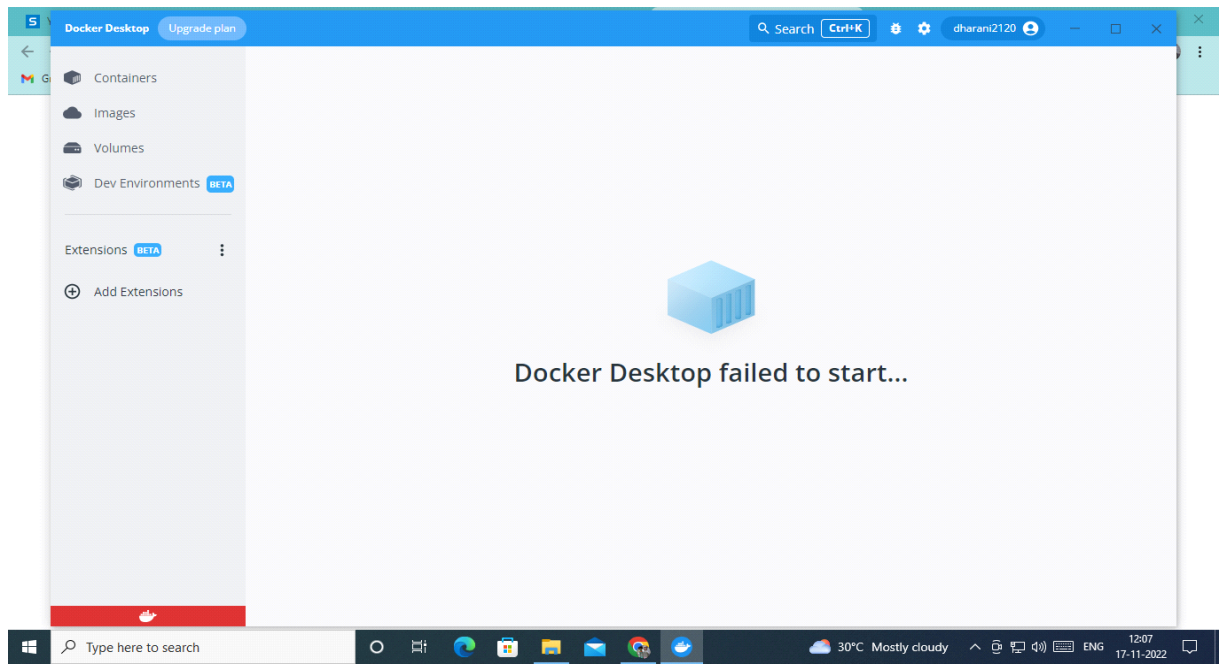 Docker Desktop Upgrade plan Search Ctrl+K dharani2120
Containers
Images
Volumes
Dev Environments BETA
Extensions BETA
Add Extensions
Docker Desktop failed to start...
Type here to search 30°C Mostly cloudy ENG 12:07
17-11-2022